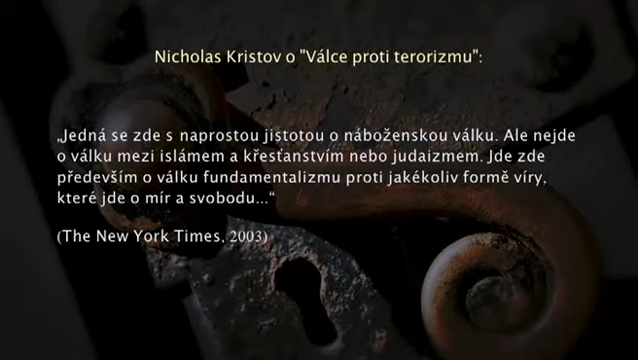 Nicholas Kristov o "Válce proti terorizmu":
„Jedná se zde s naprostou jistotou o náboženskou válku. Ale nejde
o válku mezi islámem a křesťanstvím nebo judaizmem. Jde zde
především o válku fundamentalizmu proti jakékoliv formě víry,
které jde o mír a svobodu...“
(The New York Times, 2003)